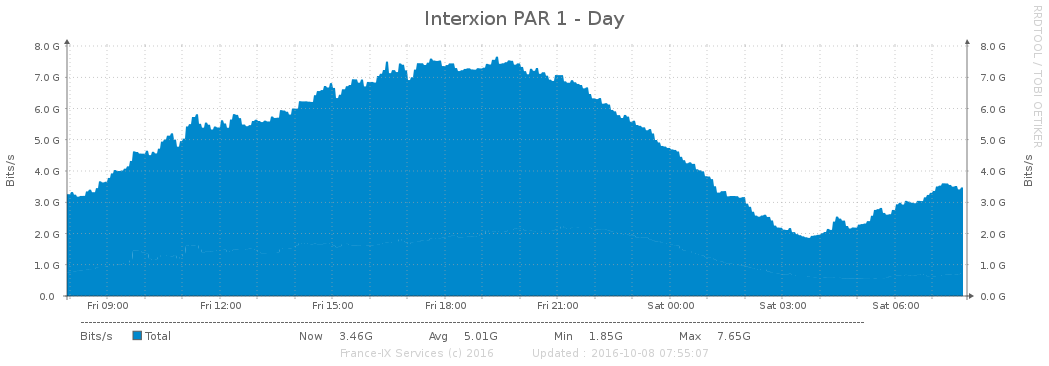 Interxion PAR 1 - Day
RRDTOOL / TOBI OETIKER
Bits/s
8.0 G
7.0 G
6.0 G
5.0 G
4.0 G
3.0 G
2.0 G
1.0 G
0.0
8.0 G
7.0 G
6.0 G
5.0 G
4.0 G
3.0 G
2.0 G
1.0 G
0.0 G
Bits/s
Fri 09:00 Fri 12:00 Fri 15:00 Fri 18:00 Fri 21:00 Sat 00:00 Sat 03:00 Sat 06:00
Bits/s Total Now 3.46G Avg 5.01G Min 1.85G Max 7.65G
France-IX Services (c) 2016 Updated : 2016-10-08 07:55:07